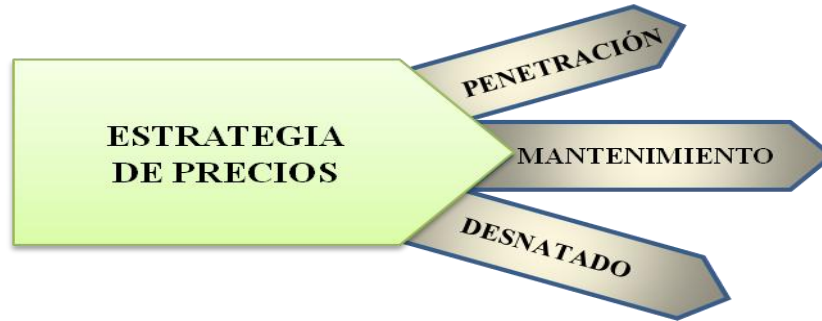 ESTRATEGIA
DE PRECIOS
PENETRACIÓN
MANTENIMIENTO
DESNATADO